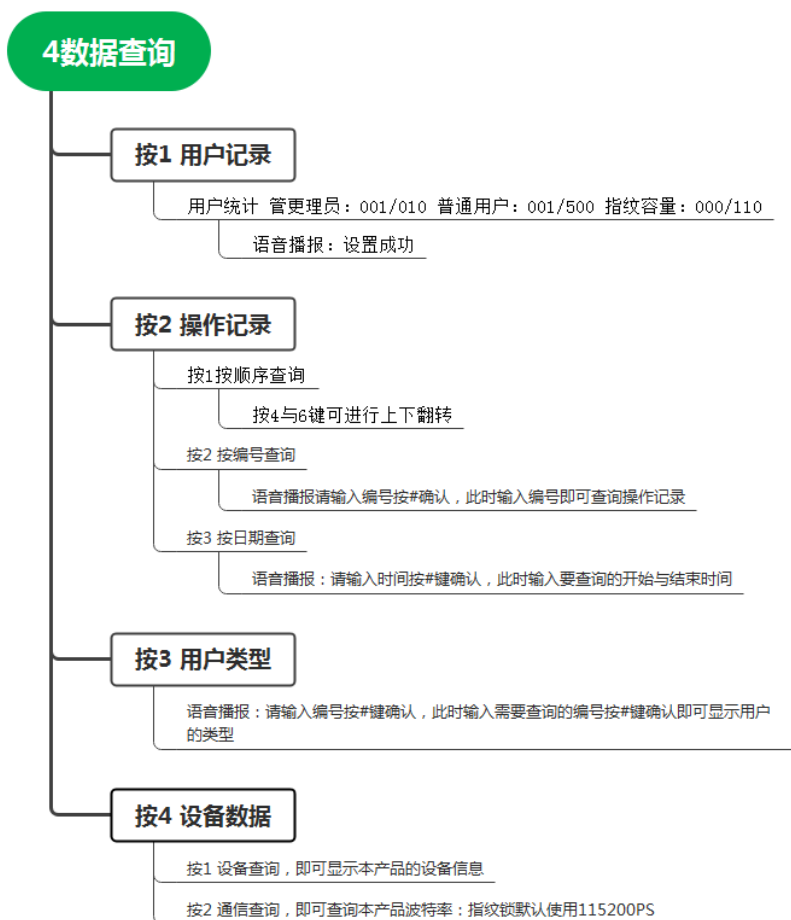 4数据查询
按1 用户记录
用户统计 管更理员：001/010 普通用户：001/500 指纹容量：000/110
语音播报：设置成功
按2 操作记录
按1按顺序查询
按4与6键可进行上下翻转
按2 按编号查询
语音播报请输入编号按#确认，此时输入编号即可查询操作记录
按3 按日期查询
语音播报：请输入时间按#键确认，此时输入要查询的开始与结束时间
按3 用户类型
语音播报：请输入编号按#键确认，此时输入需要查询的编号按#键确认即可显示用户
的类型
按4 设备数据
按1 设备查询，即可显示本产品的设备信息
按2 通信查询，即可查询本产品波特率：指纹锁默认使用115200PS